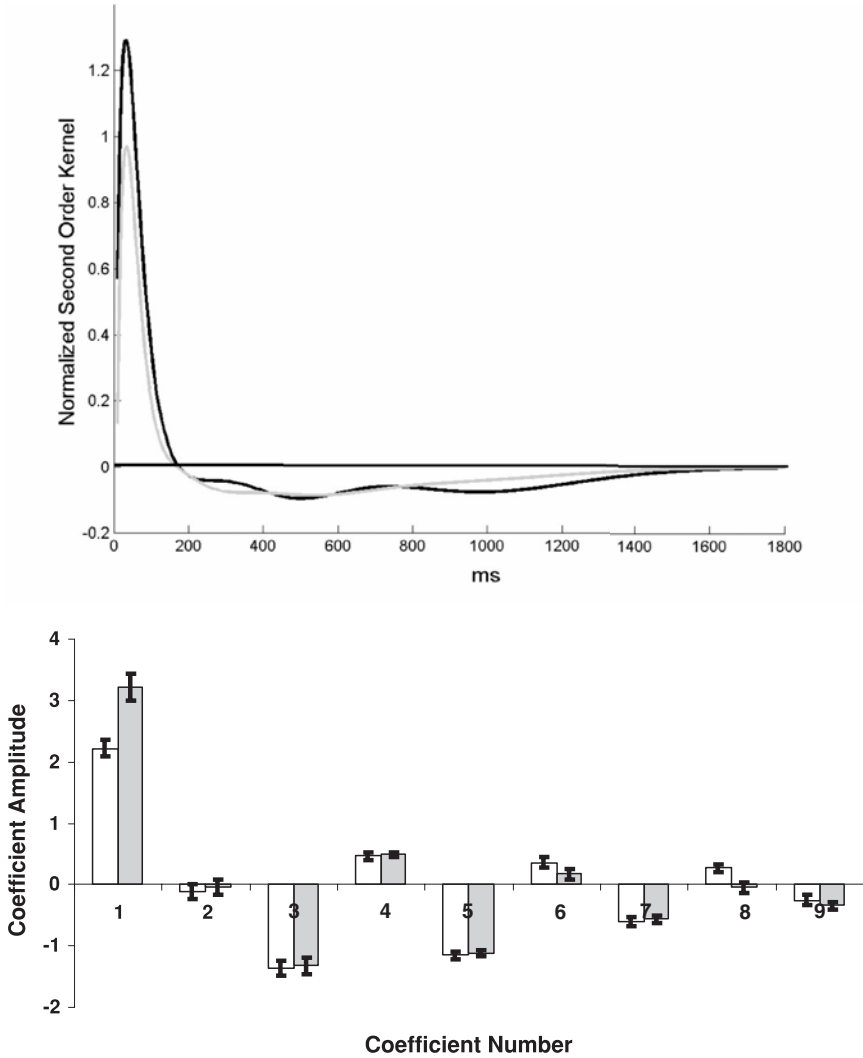 Normalized Second Order Kernel
1.2
1
0.8
0.6
0.4
0.2
0
-0.2
0 200 400 600 800 1000 1200 1400 1600 1800
ms
Coefficient Amplitude
4
3
2
1
0
-1
-2
1 2 3 4 5 6 7 8 9
Coefficient Number